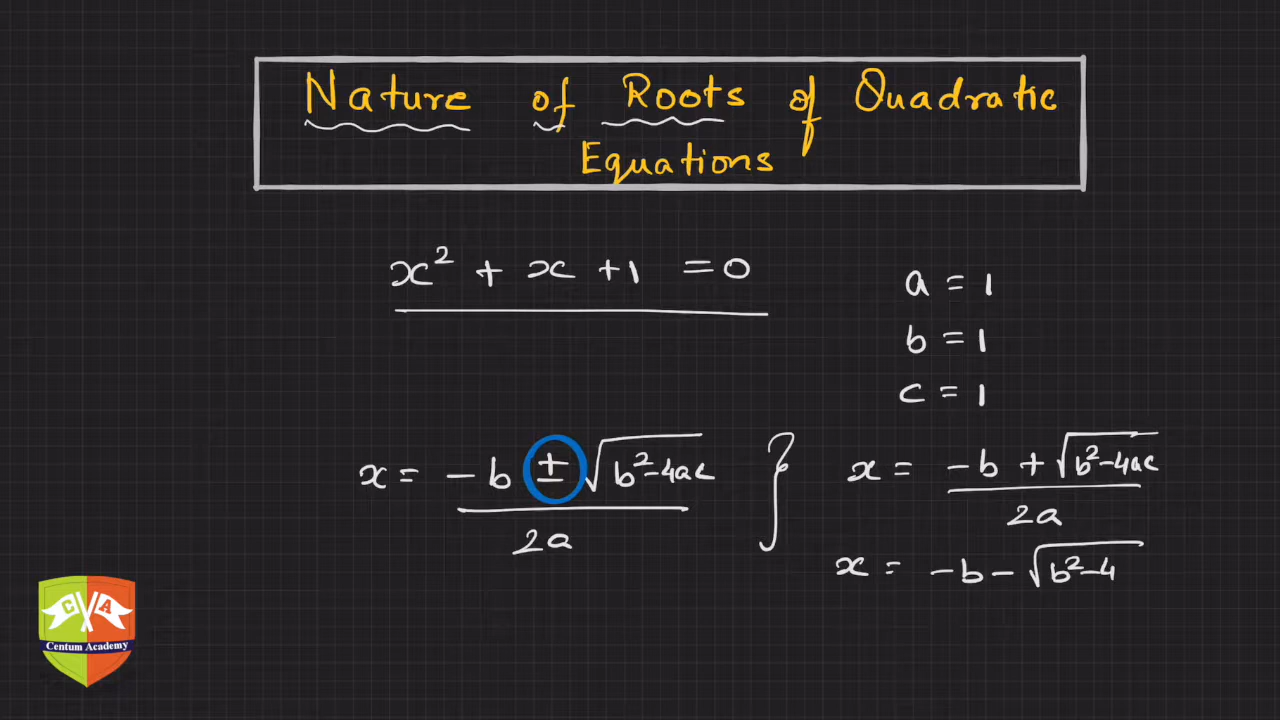 Nature of Roots of Quadratic
Equations
x² + x + 1 = 0
a = 1
b = 1
c = 1
x = -b ± √b²-4ac
2a
x = -b + √b²-4ac
2a
x = -b - √b²-4
C A
Centum Academy